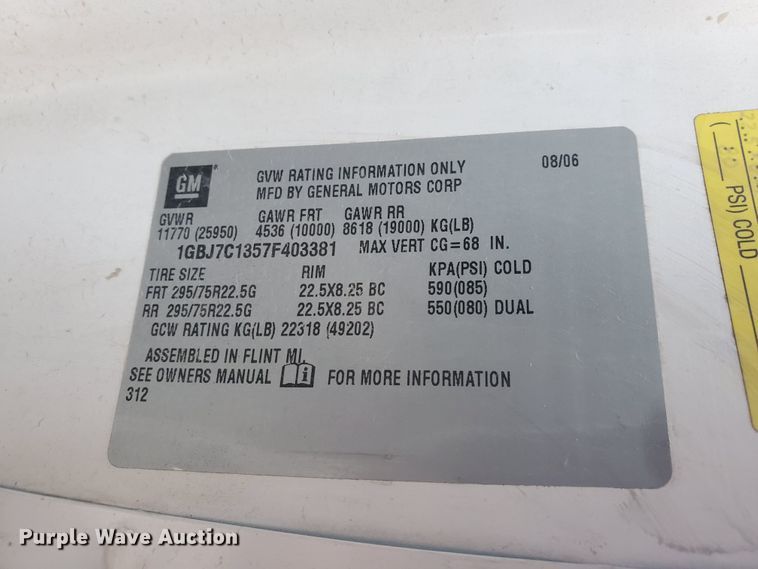 GM
GVW RATING INFORMATION ONLY 08/06
MFD BY GENERAL MOTORS CORP
GVWR GAWR FRT GAWR RR
11770 (25950) 4536 (10000) 8618 (19000) KG(LB)
1GBJ7C1357F403381 MAX VERT CG=68 IN.
TIRE SIZE RIM KPA(PSI) COLD
FRT 295/75R22.5G 22.5X8.25 BC 590(085)
RR 295/75R22.5G 22.5X8.25 BC 550(080) DUAL
GCW RATING KG(LB) 22318 (49202)
ASSEMBLED IN FLINT MI.
SEE OWNERS MANUAL i FOR MORE INFORMATION
312
PSI) COLD
Purple Wave Auction